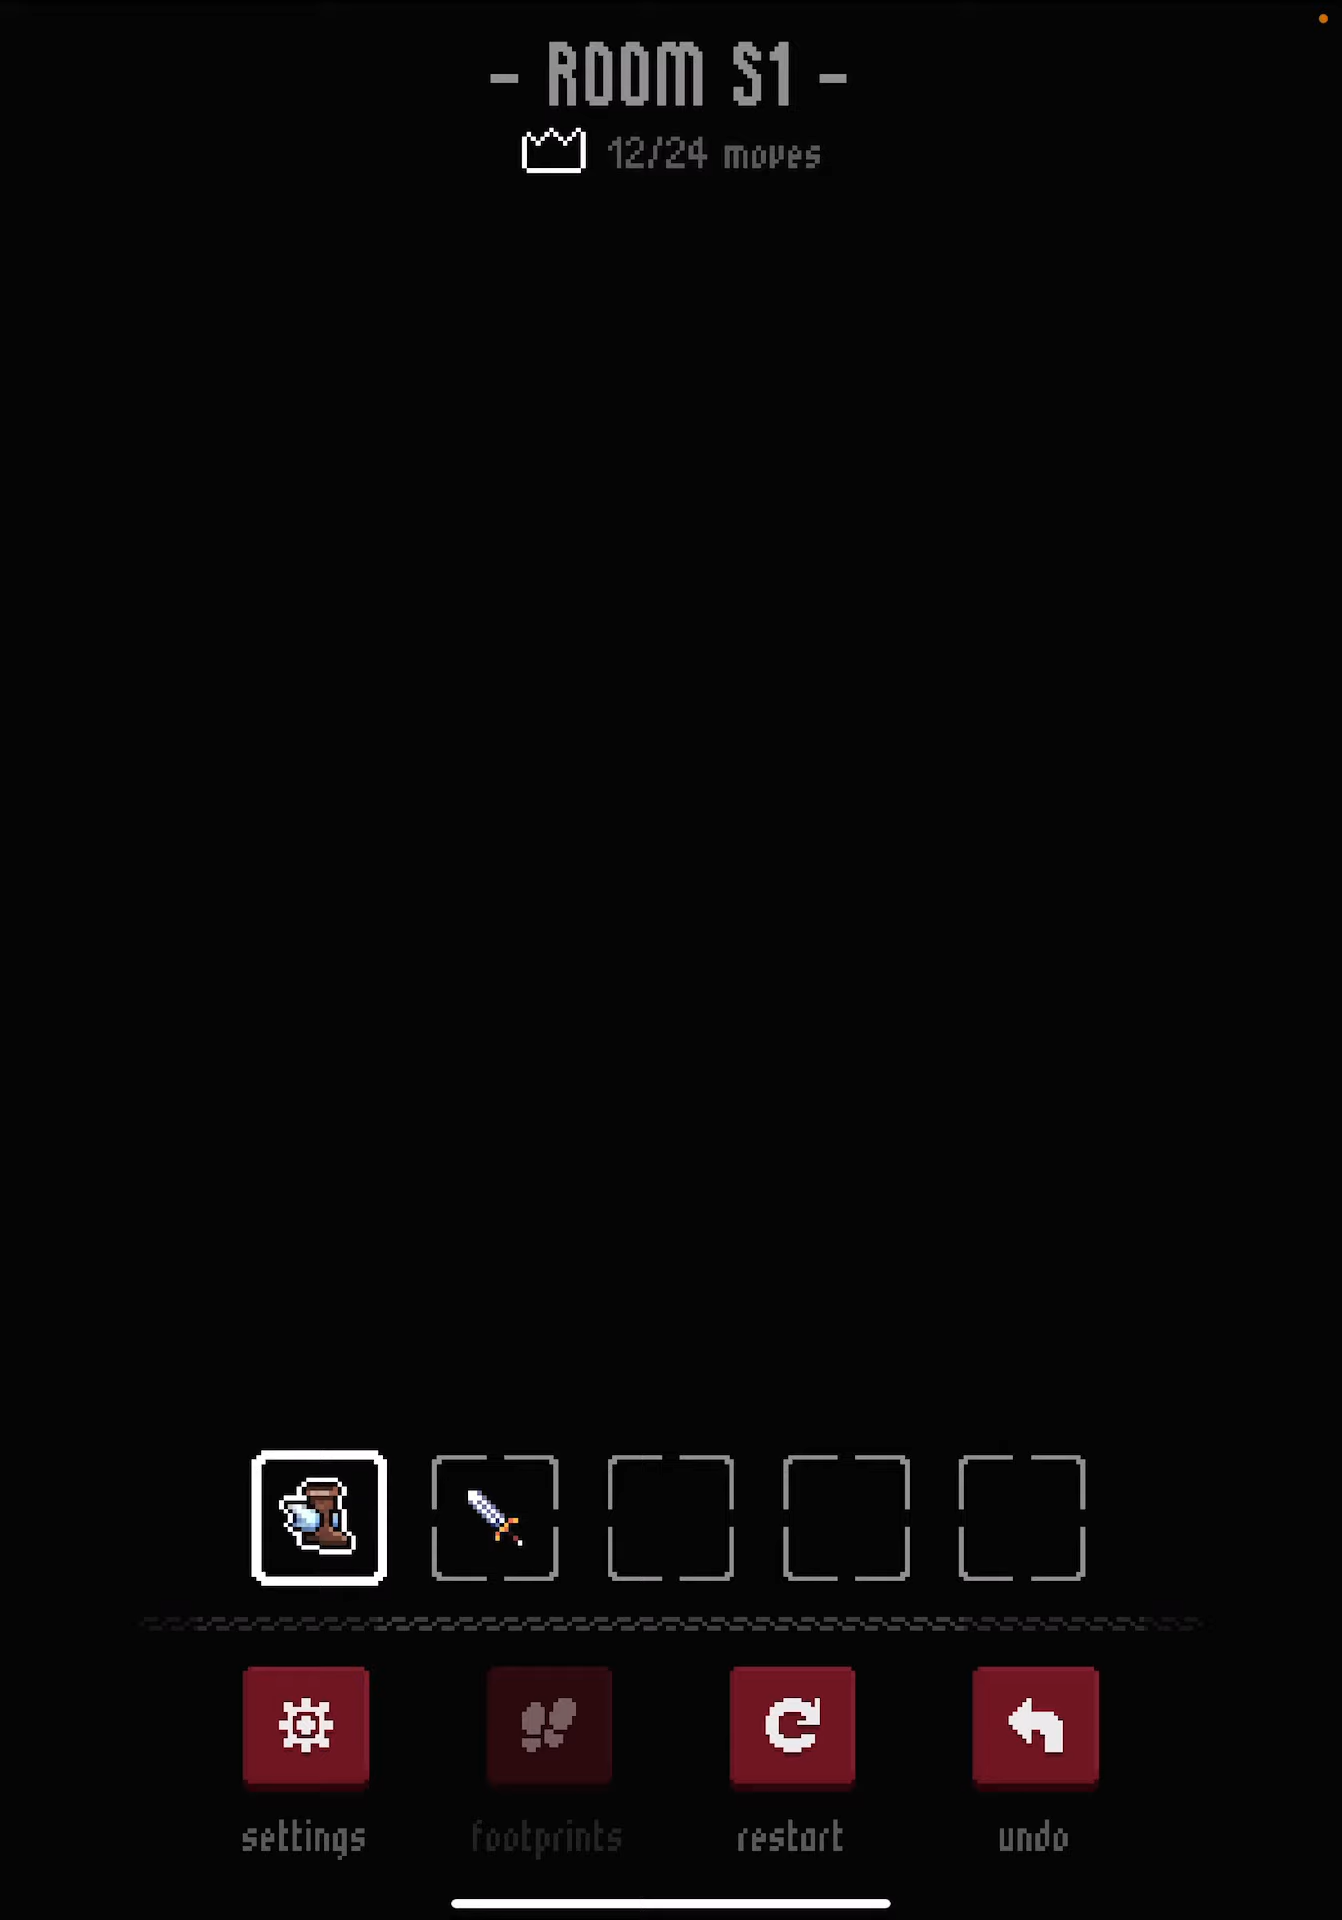 - ROOM S1 -
12/24 moves
settings
footprints
restart
undo